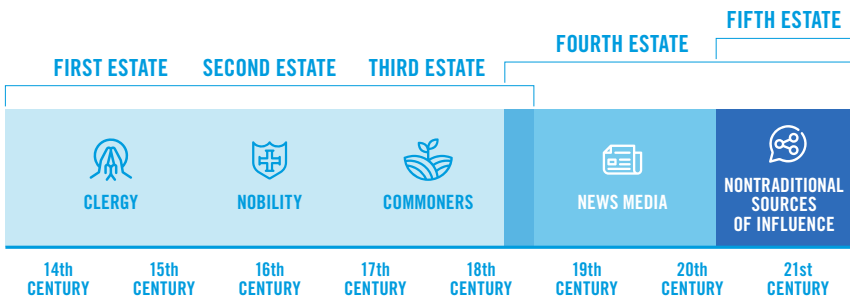 FIFTH ESTATE
FOURTH ESTATE
FIRST ESTATE SECOND ESTATE THIRD ESTATE
CLERGY NOBILITY COMMONERS NEWS MEDIA
NONTRADITIONAL
SOURCES
OF INFLUENCE
14th 15th 16th 17th 18th 19th 20th 21st
CENTURY CENTURY CENTURY CENTURY CENTURY CENTURY CENTURY CENTURY